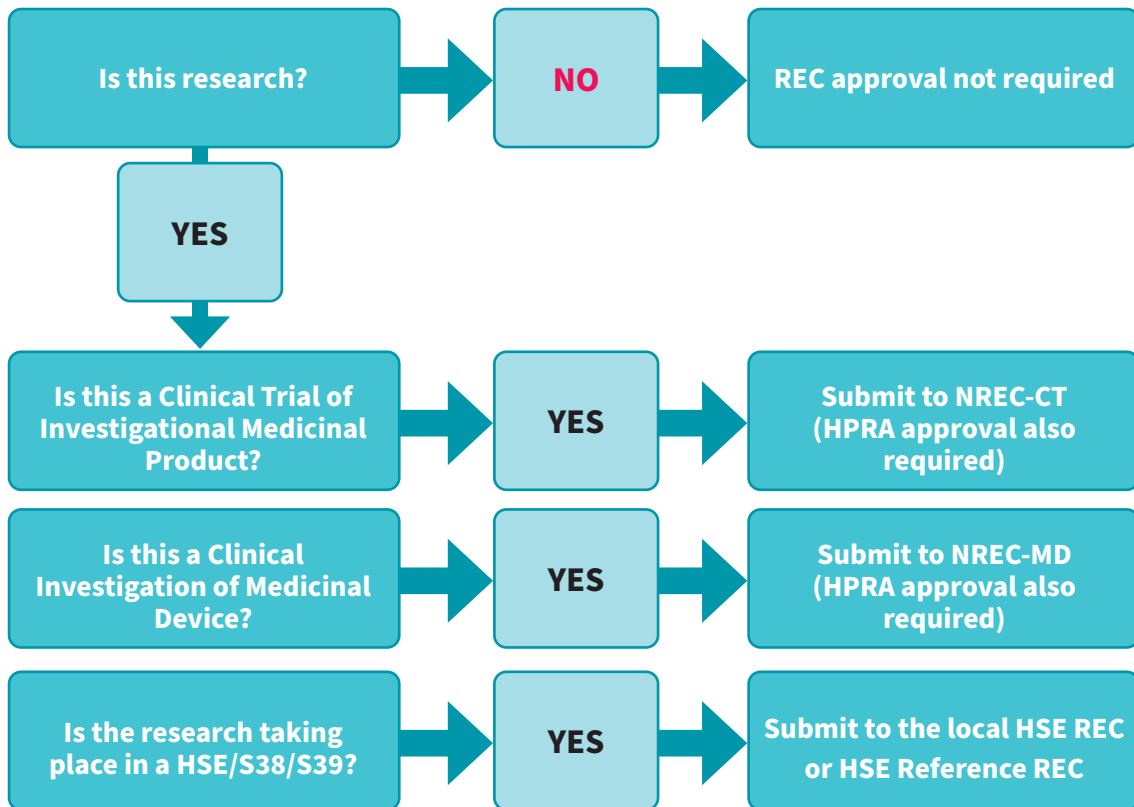 Is this research?
NO
REC approval not required
YES
Is this a Clinical Trial of
Investigational Medicinal
Product?
YES
Submit to NREC-CT
(HPRA approval also
required)
Is this a Clinical
Investigation of Medicinal
Device?
YES
Submit to NREC-MD
(HPRA approval also
required)
Is the research taking
place in a HSE/S38/S39?
YES
Submit to the local HSE REC
or HSE Reference REC